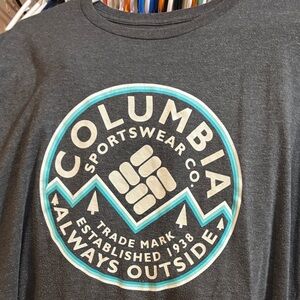 COLUMBIA
SPORTSWEAR CO.
TRADE MARK
ESTABLISHED 1938
ALWAYS OUTSIDE